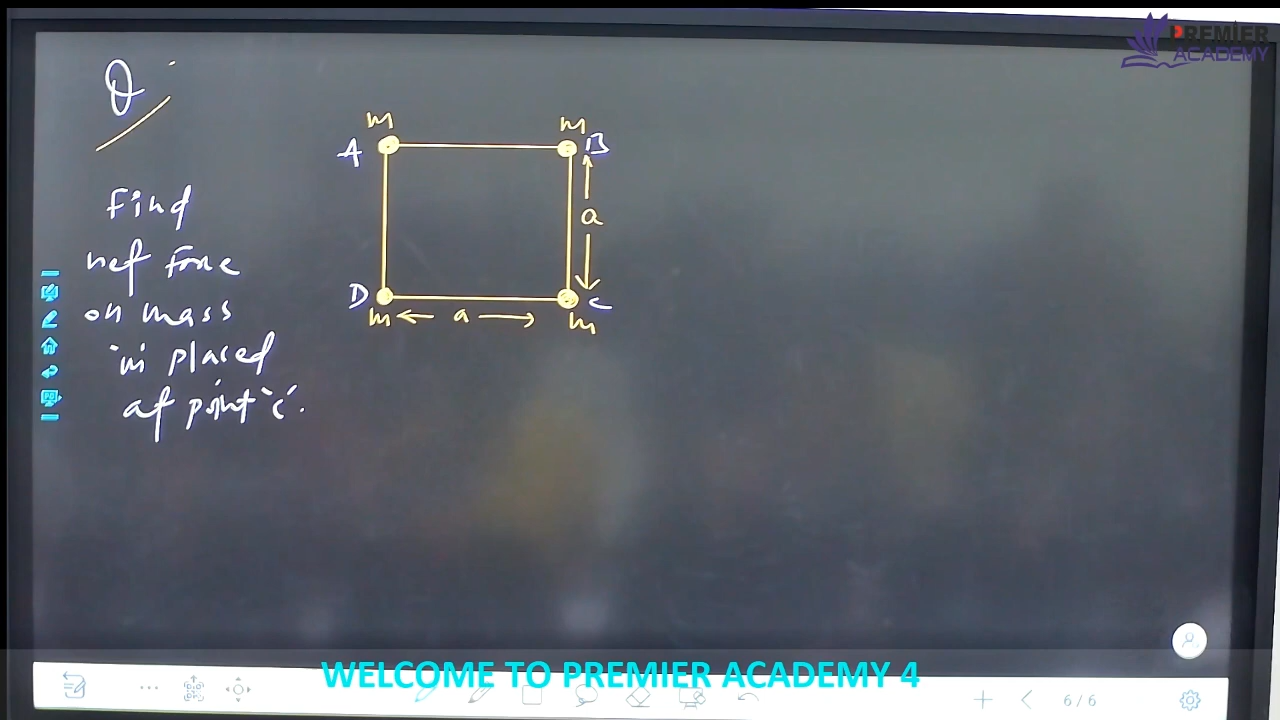 PREMIER
ACADEMY
Q
m
m
A
B
Find
a
net Force
D
C
on mass
m
a
m
'm' placed
at point 'c'.
WELCOME TO PREMIER ACADEMY 4
6/6